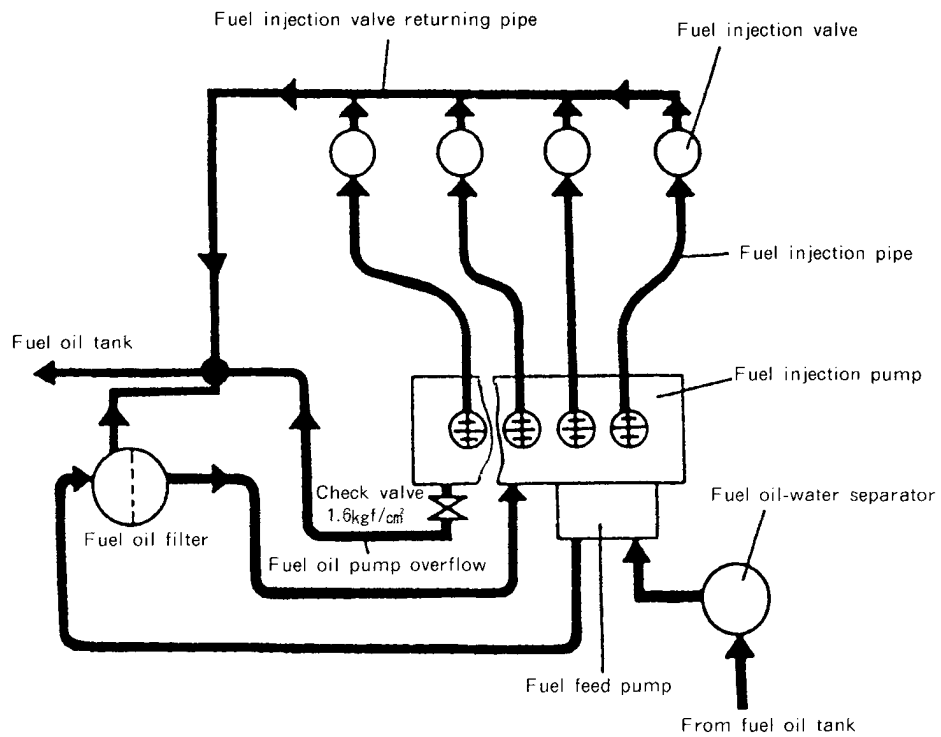 Fuel injection valve returning pipe
Fuel injection valve
Fuel injection pipe
Fuel oil tank
Fuel injection pump
Check valve
1.6kgf/cm²
Fuel oil-water separator
Fuel oil filter
Fuel oil pump overflow
Fuel feed pump
From fuel oil tank